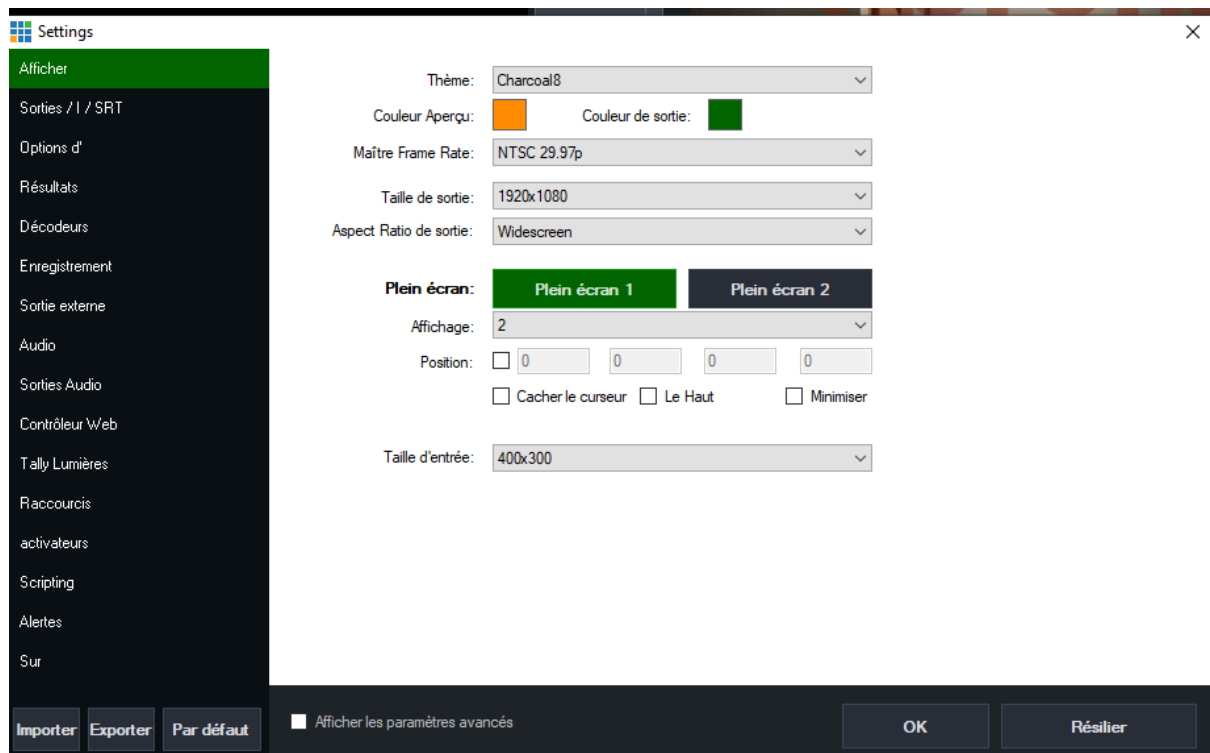 Settings
Afficher
Sorties / I / SRT
Options d'
Résultats
Décodeurs
Enregistrement
Sortie externe
Audio
Sorties Audio
Contrôleur Web
Tally Lumières
Raccourcis
activateurs
Scripting
Alertes
Sur
Importer Exporter Par défaut
Thème: Charcoal8
Couleur Aperçu: Couleur de sortie:
Maître Frame Rate: NTSC 29.97p
Taille de sortie: 1920x1080
Aspect Ratio de sortie: Widescreen
Plein écran: Plein écran 1 Plein écran 2
Affichage: 2
Position: 0 0 0 0
Cacher le curseur Le Haut Minimiser
Taille d'entrée: 400x300
Afficher les paramètres avancés OK Résilier